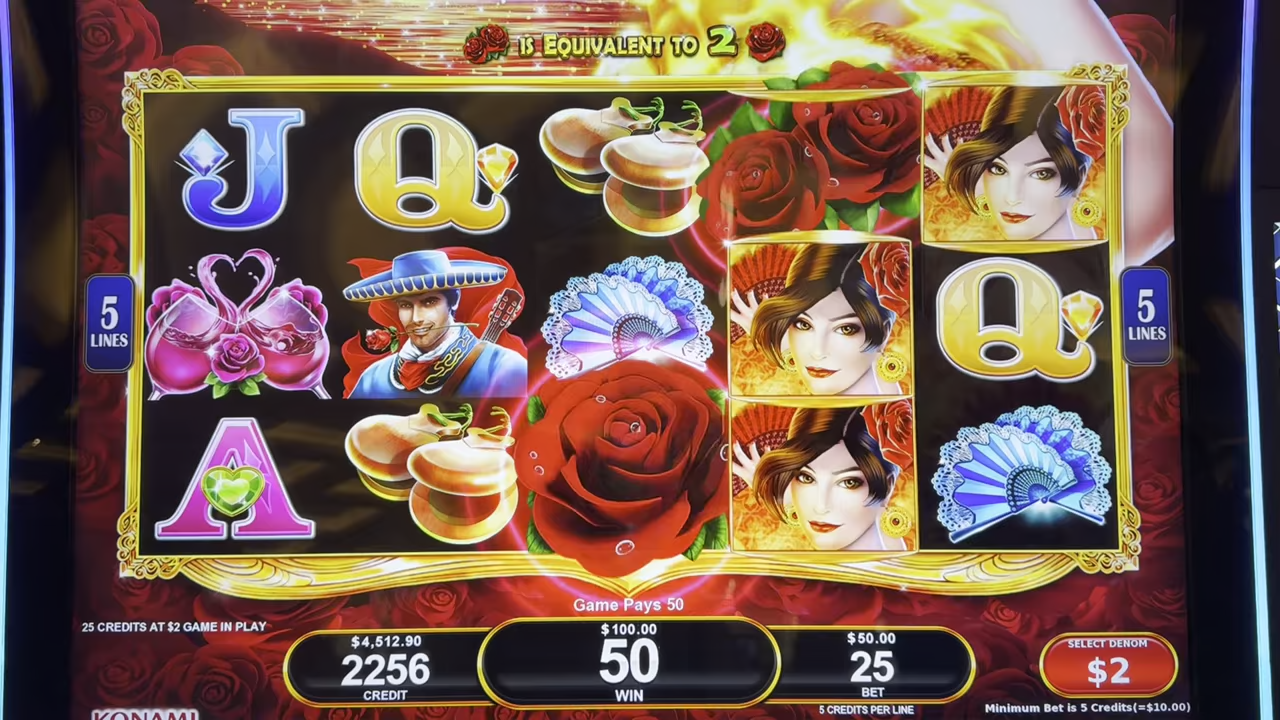 IS EQUIVALENT TO 2
J
Q
5
LINES
Q
5
LINES
A
Game Pays 50
25 CREDITS AT $2 GAME IN PLAY
$4,512.90
2256
CREDIT
$100.00
50
WIN
$50.00
25
BET
5 CREDITS PER LINE
SELECT DENOM
$2
Minimum Bet is 5 Credits(=$10.00)
KONAMI